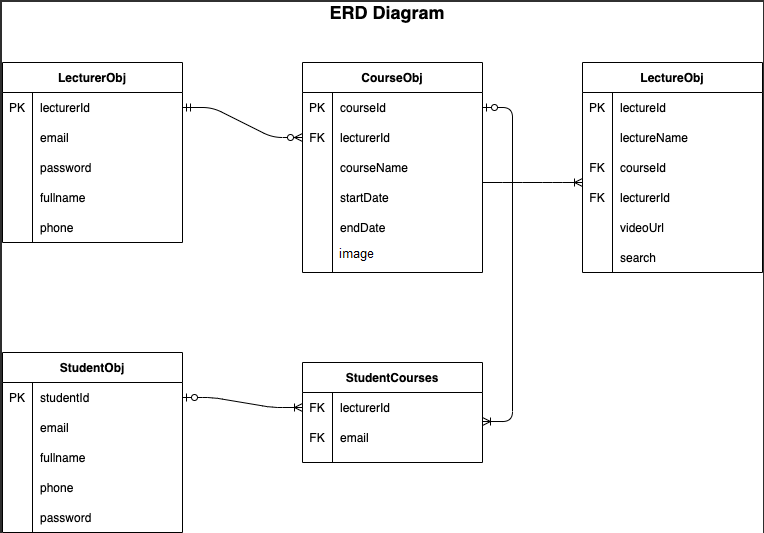 ERD Diagram
LecturerObj
PK lecturerId
email
password
fullname
phone
CourseObj
PK courseId
FK lecturerId
courseName
startDate
endDate
image
LectureObj
PK lectureId
lectureName
FK courseId
FK lecturerId
videoUrl
search
StudentObj
PK studentId
email
fullname
phone
password
StudentCourses
FK lecturerId
FK email